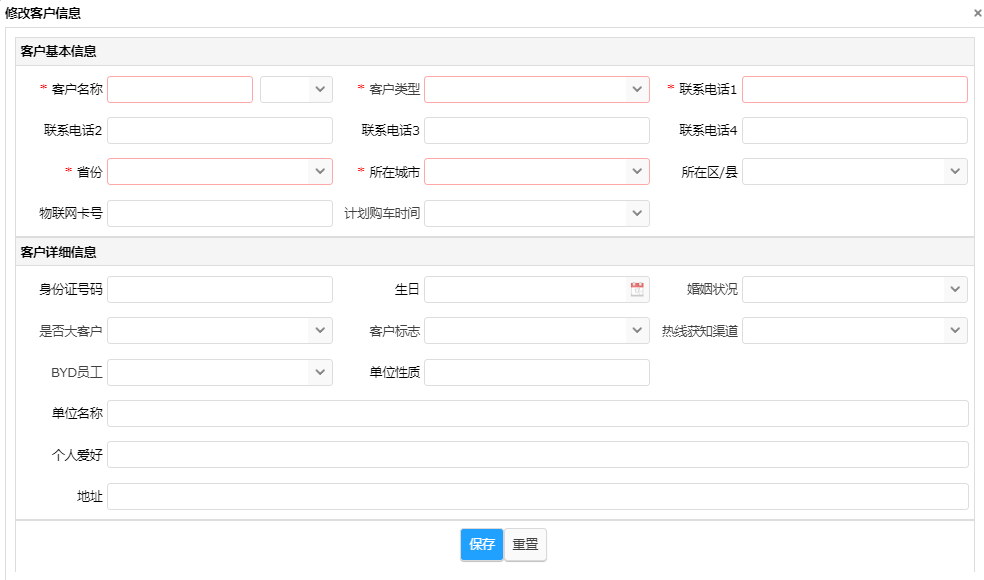 修改客户信息 ×
客户基本信息
* 客户名称 * 客户类型 * 联系电话1
联系电话2 联系电话3 联系电话4
* 省份 * 所在城市 所在区/县
物联网卡号 计划购车时间
客户详细信息
身份证号码 生日 婚姻状况
是否大客户 客户标志 热线获知渠道
BYD员工 单位性质
单位名称
个人爱好
地址
保存 重置